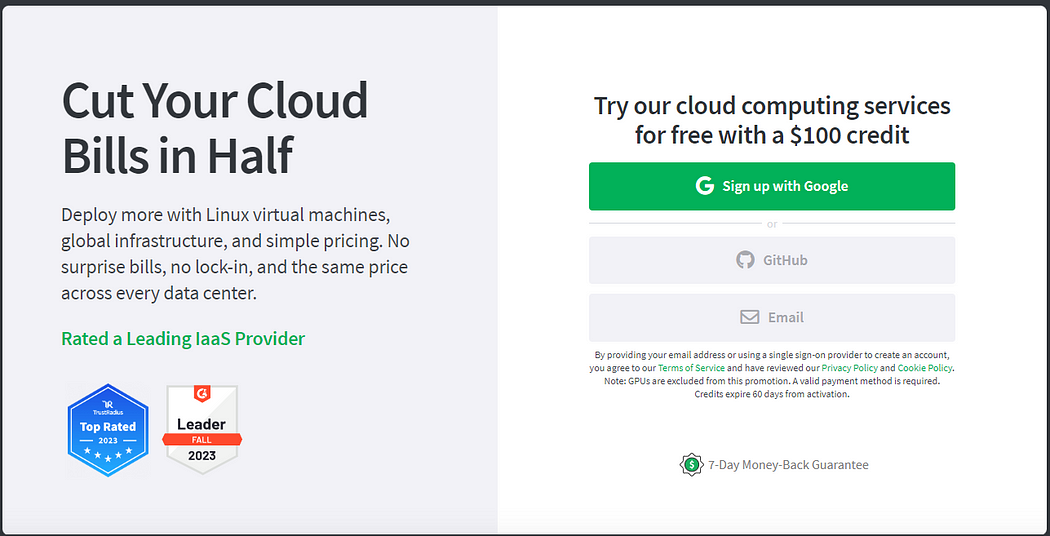 Cut Your Cloud
Bills in Half
Deploy more with Linux virtual machines,
global infrastructure, and simple pricing. No
surprise bills, no lock-in, and the same price
across every data center.
Rated a Leading IaaS Provider
TrustRadius
Top Rated
2023
Leader
FALL
2023
Try our cloud computing services
for free with a $100 credit
Sign up with Google
or
GitHub
Email
By providing your email address or using a single sign-on provider to create an account,
you agree to our Terms of Service and have reviewed our Privacy Policy and Cookie Policy.
Note: GPUs are excluded from this promotion. A valid payment method is required.
Credits expire 60 days from activation.
7-Day Money-Back Guarantee